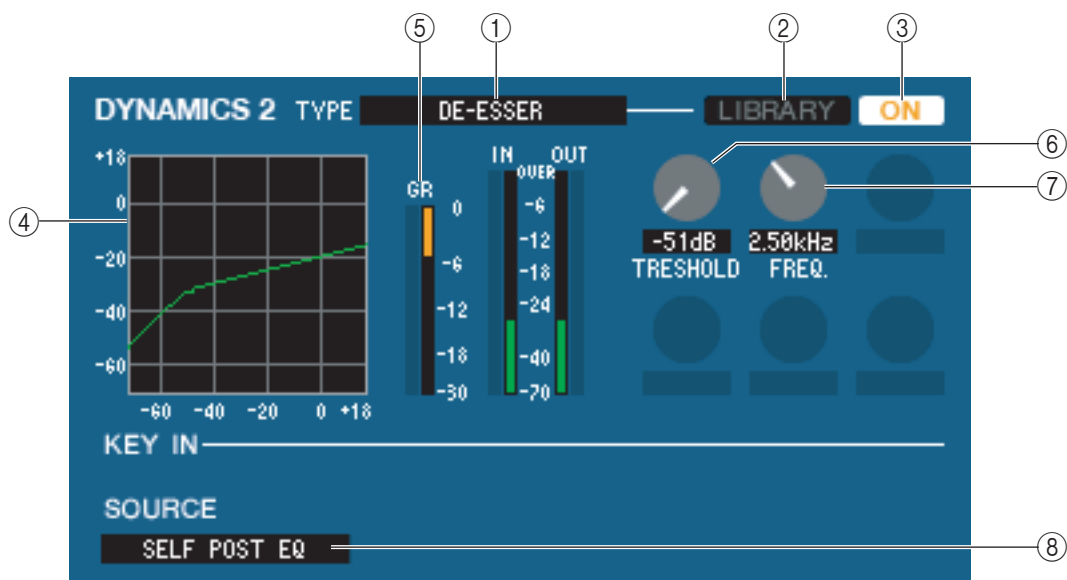 ⑤ ① ② ③
DYNAMICS 2 TYPE DE-ESSER LIBRARY ON
⑥
⑦
④
+18
0
-20
-40
-60
-60 -40 -20 0 +18
GR
0
-6
-12
-18
-30
IN OUT
OVER
-6
-12
-18
-24
-40
-70
-51dB 2.50kHz
TRESHOLD FREQ.
KEY IN
SOURCE
SELF POST EQ
⑧